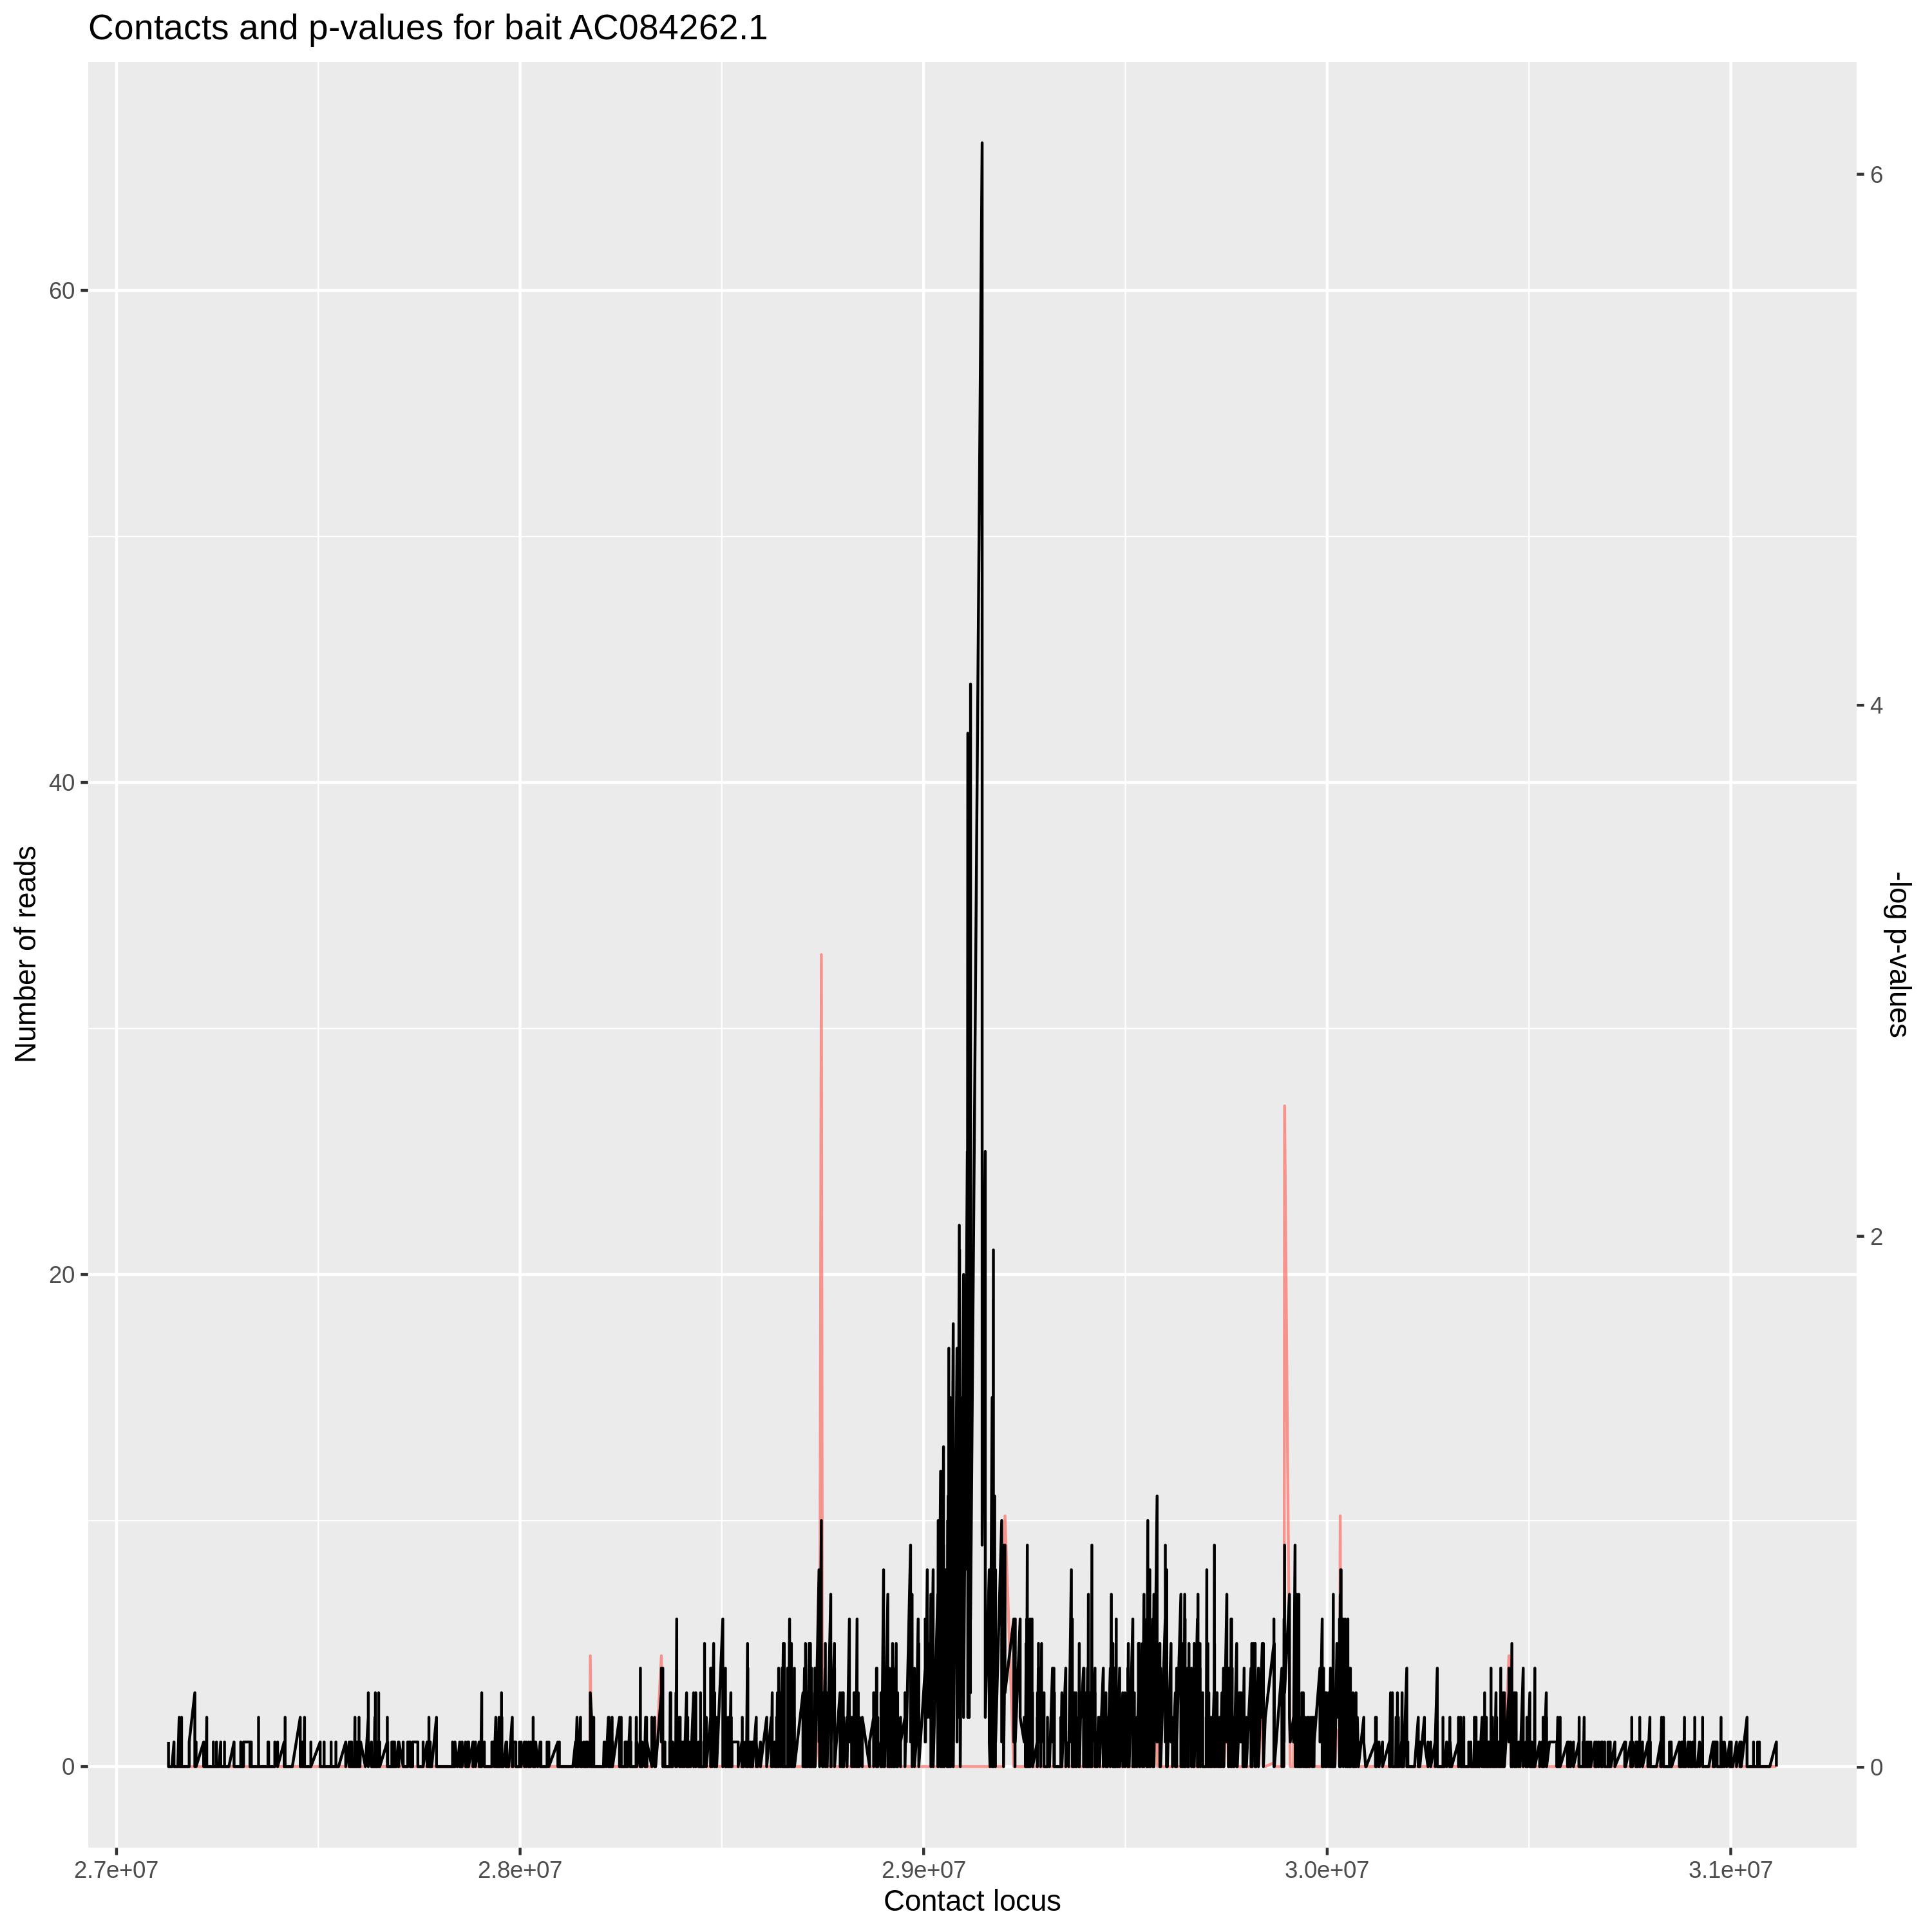 Contacts and p-values for bait AC084262.1
60
40
20
0
Number of reads
6
4
2
0
-log p-values
2.7e+07
2.8e+07
2.9e+07
3.0e+07
3.1e+07
Contact locus